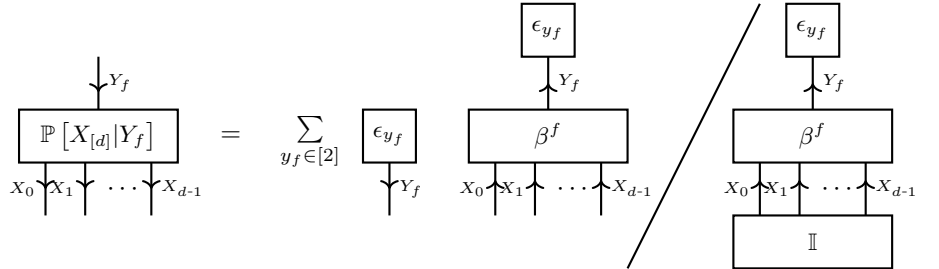 ϵ_{y_f} ϵ_{y_f}
Y_f Y_f Y_f
ℙ[X_{[d]}|Y_f] = ∑_{y_f∈[2]} ϵ_{y_f} β^f β^f
X_0 X_1 ⋯ X_{d-1} Y_f X_0 X_1 ⋯ X_{d-1} X_0 X_1 ⋯ X_{d-1}
𝕀